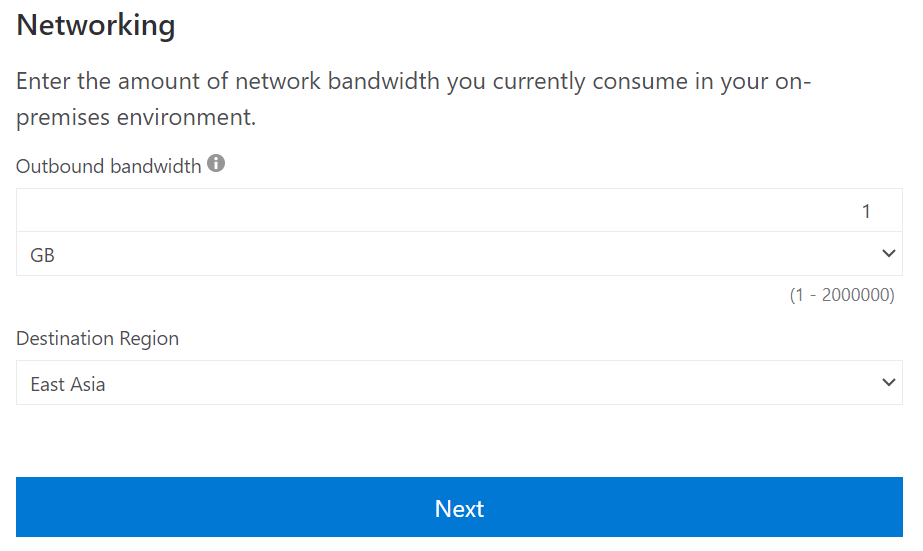 Networking
Enter the amount of network bandwidth you currently consume in your on-
premises environment.
Outbound bandwidth
1
GB
(1 - 2000000)
Destination Region
East Asia
Next